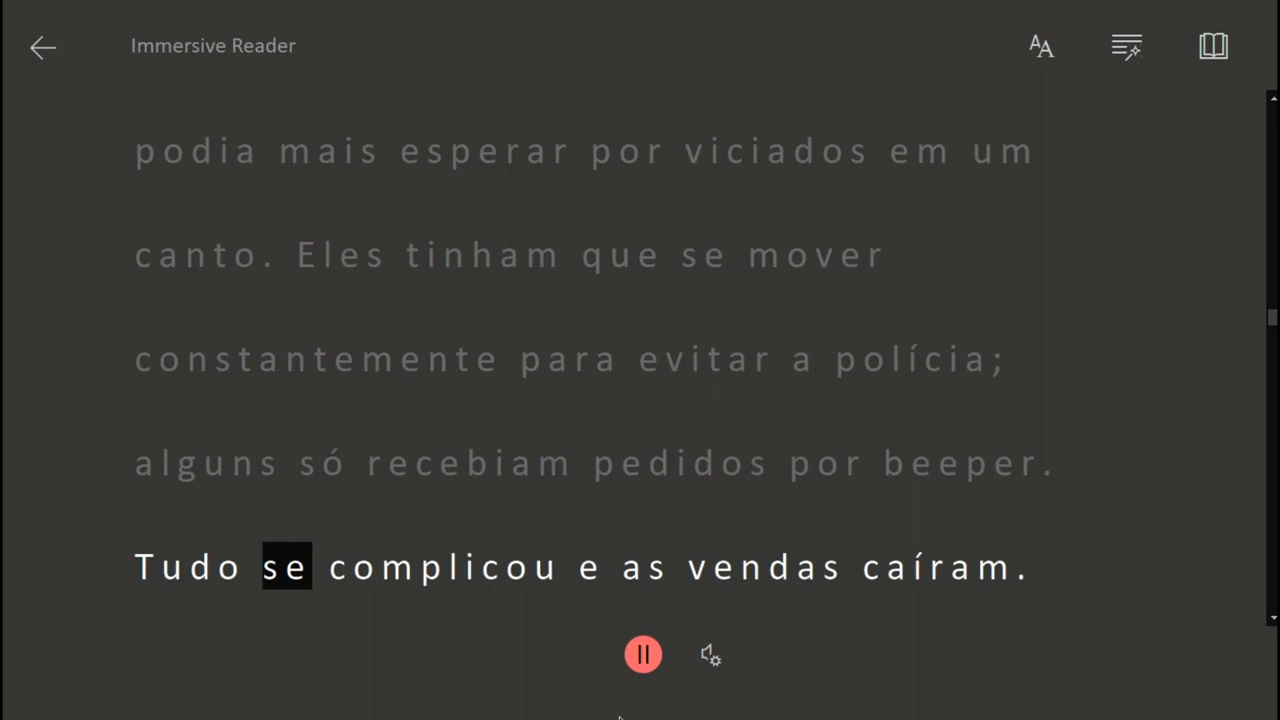 Immersive Reader
podia mais esperar por viciados em um
canto. Eles tinham que se mover
constantemente para evitar a polícia;
alguns só recebiam pedidos por beeper.
Tudo se complicou e as vendas caíram.